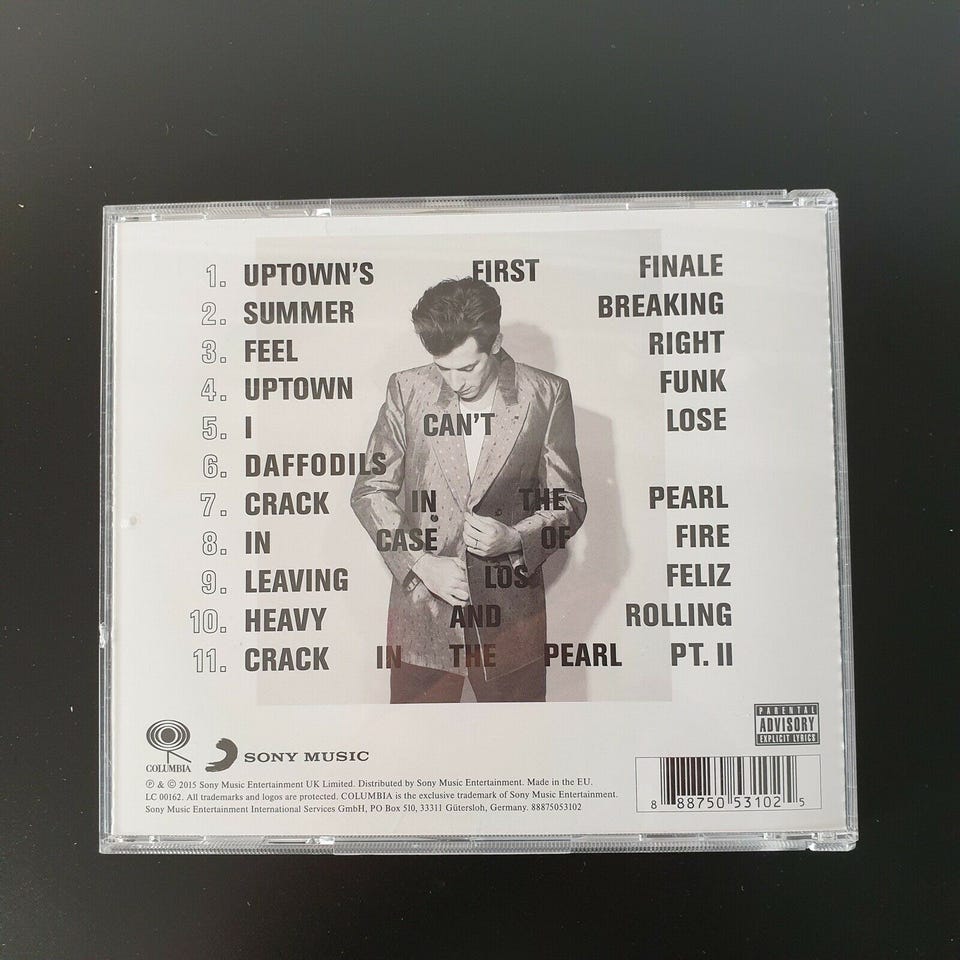 1. UPTOWN'S FIRST FINALE
2. SUMMER BREAKING
3. FEEL RIGHT
4. UPTOWN FUNK
5. I CAN'T LOSE
6. DAFFODILS
7. CRACK IN THE PEARL
8. IN CASE OF FIRE
9. LEAVING LOS FELIZ
10. HEAVY AND ROLLING
11. CRACK IN THE PEARL PT. II
COLUMBIA
SONY MUSIC
PARENTAL
ADVISORY
EXPLICIT LYRICS
℗ & © 2015 Sony Music Entertainment UK Limited. Distributed by Sony Music Entertainment. Made in the EU.
LC 00162. All trademarks and logos are protected. COLUMBIA is the exclusive trademark of Sony Music Entertainment.
Sony Music Entertainment International Services GmbH, PO Box 510, 33311 Gütersloh, Germany. 88875053102
8 88750 53102 5